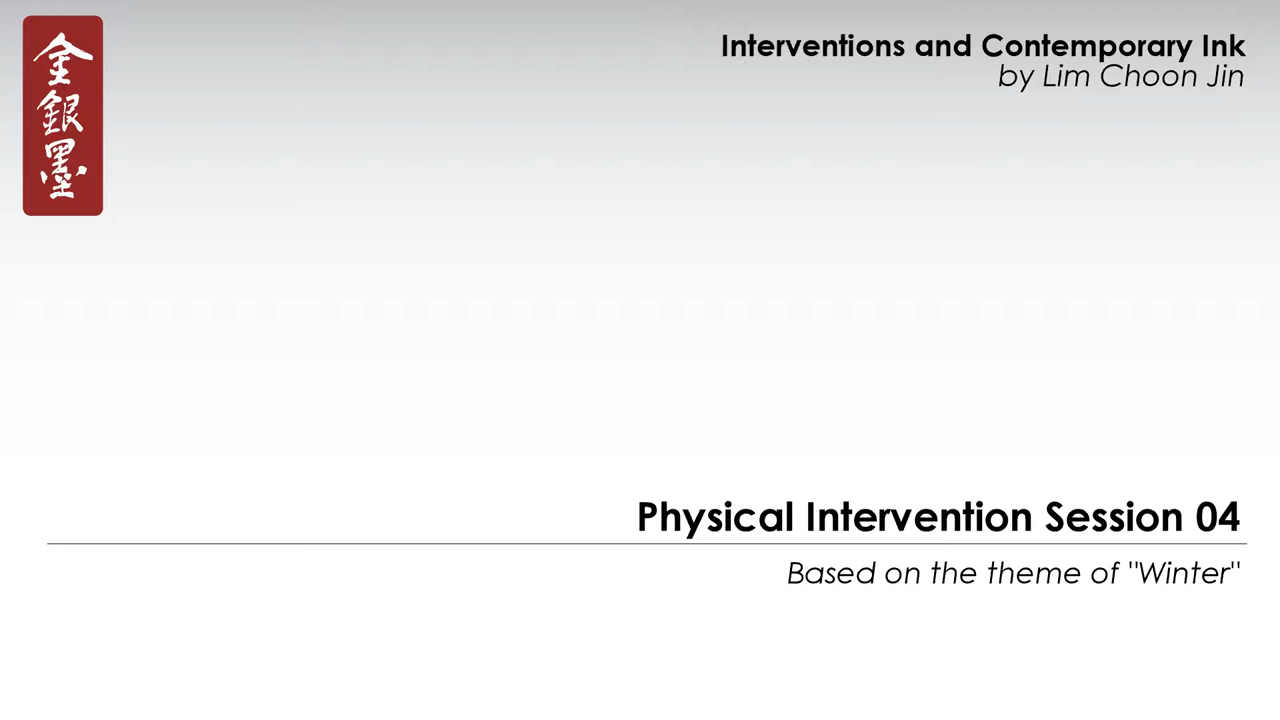 金銀墨
Interventions and Contemporary Ink
by Lim Choon Jin
Physical Intervention Session 04
Based on the theme of "Winter"